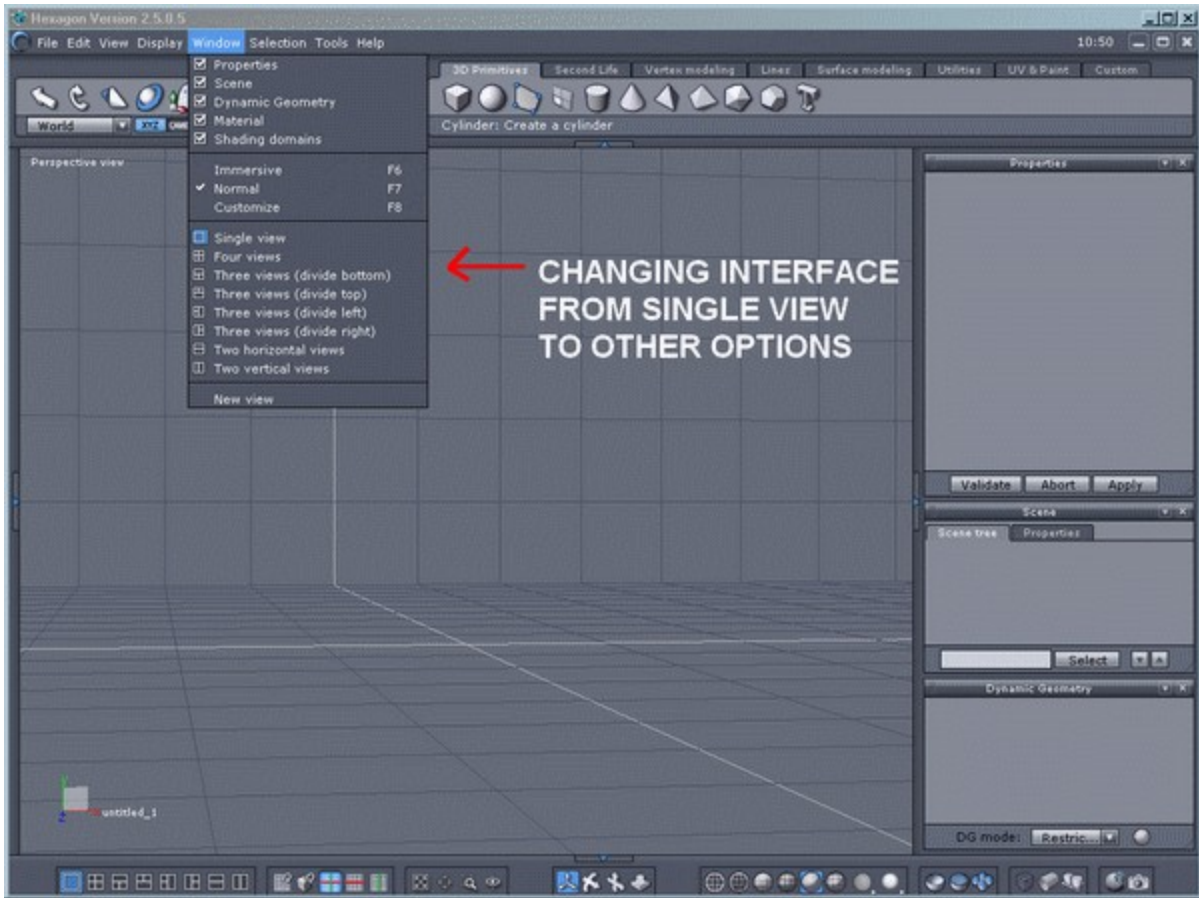 Hexagon Version 2.5.0.5
File Edit View Display Window Selection Tools Help
10:50
Properties
Scene
Dynamic Geometry
Material
Shading domains
Immersive F6
Normal F7
Customize F8
Single view
Four views
Three views (divide bottom)
Three views (divide top)
Three views (divide left)
Three views (divide right)
Two horizontal views
Two vertical views
New view
World
XYZ
3D Primitives Second Life Vertex modeling Lines Surface modeling Utilities UV & Paint Custom
Cylinder: Create a cylinder
Perspective view
CHANGING INTERFACE
FROM SINGLE VIEW
TO OTHER OPTIONS
Properties
Validate Abort Apply
Scene
Scene tree Properties
Select
Dynamic Geometry
DG mode: Restric...
Y
Z
untitled_1